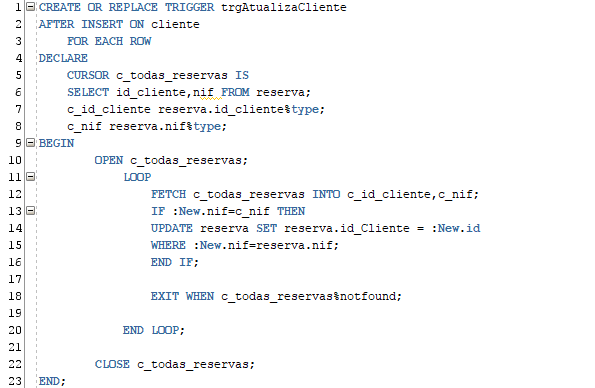 1 CREATE OR REPLACE TRIGGER trgAtualizaCliente
2 AFTER INSERT ON cliente
3 FOR EACH ROW
4 DECLARE
5 CURSOR c_todas_reservas IS
6 SELECT id_cliente,nif FROM reserva;
7 c_id_cliente reserva.id_cliente%type;
8 c_nif reserva.nif%type;
9 BEGIN
10 OPEN c_todas_reservas;
11 LOOP
12 FETCH c_todas_reservas INTO c_id_cliente,c_nif;
13 IF :New.nif=c_nif THEN
14 UPDATE reserva SET reserva.id_Cliente = :New.id
15 WHERE :New.nif=reserva.nif;
16 END IF;
17
18 EXIT WHEN c_todas_reservas%notfound;
19
20 END LOOP;
21
22 CLOSE c_todas_reservas;
23 END;